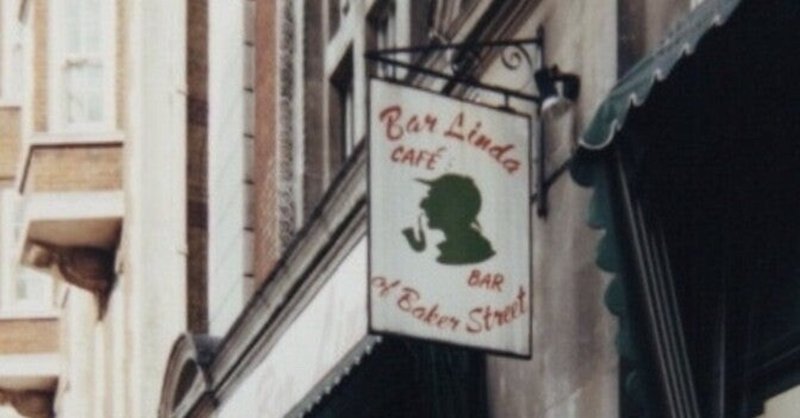 Bar Linda
CAFÉ
BAR
of Baker Street